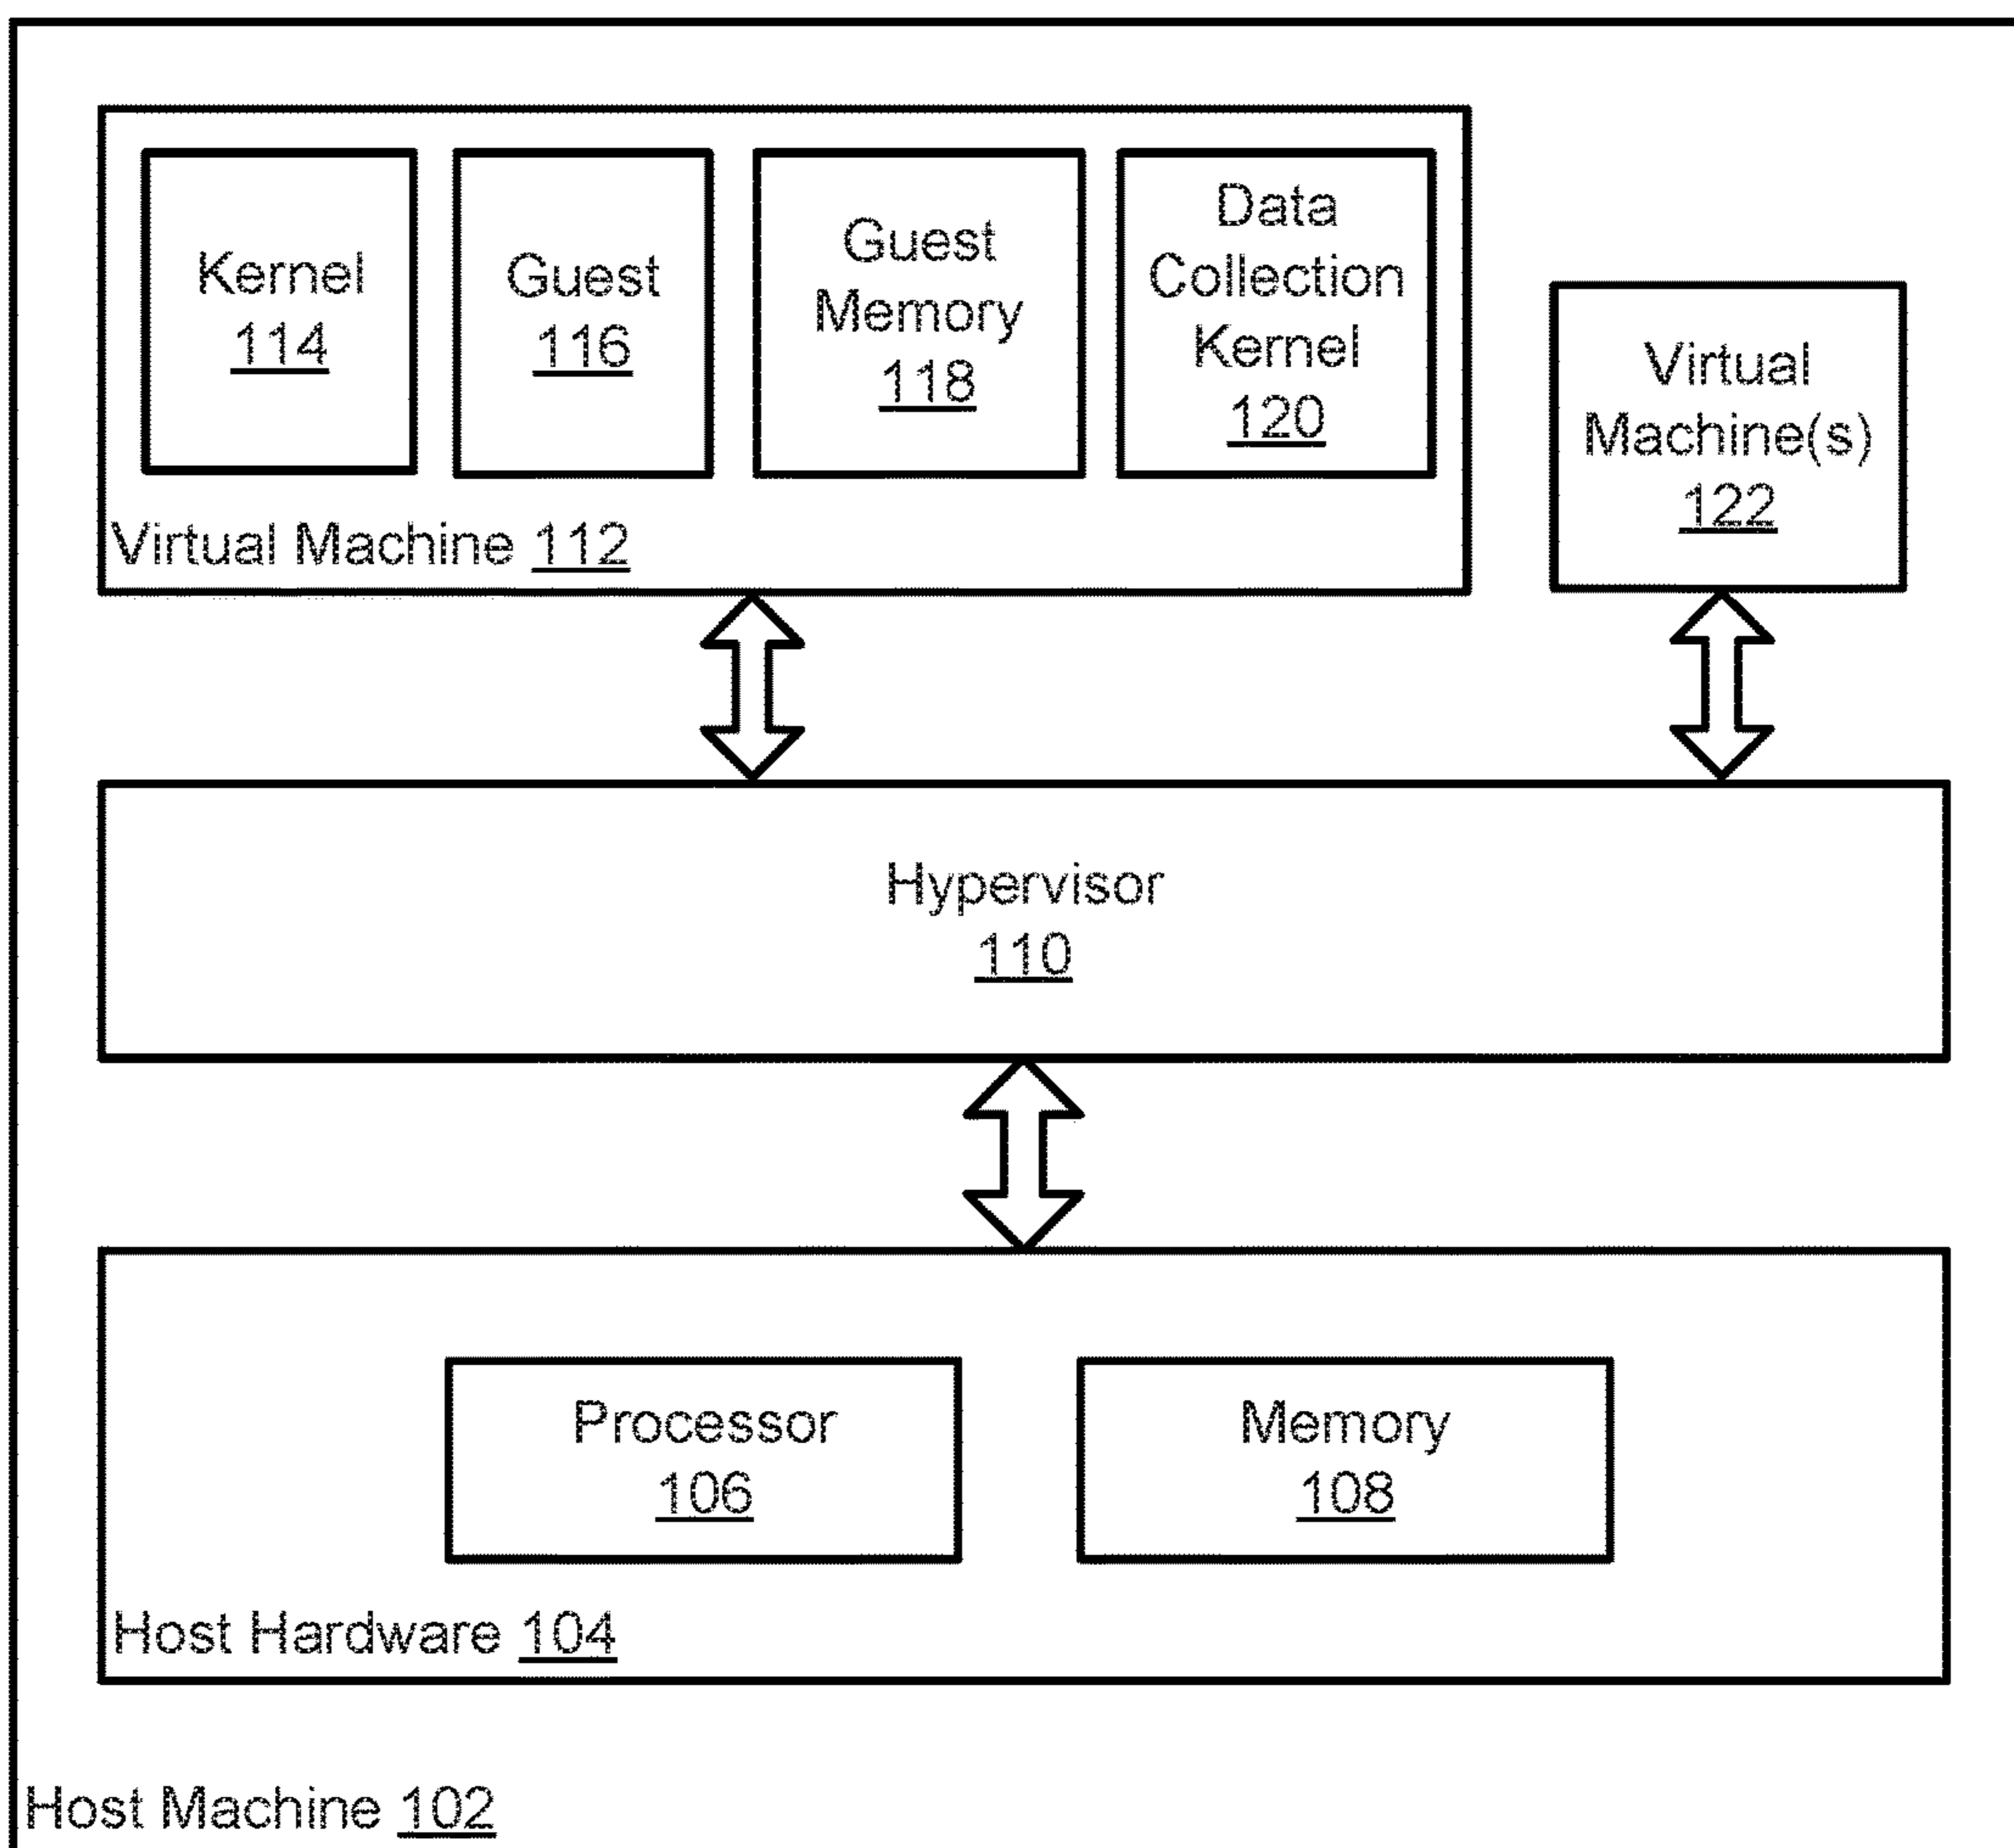 Kernel
114
Guest
116
Guest
Memory
118
Data
Collection
Kernel
120
Virtual Machine 112
Virtual
Machine(s)
122
Hypervisor
110
Processor
106
Memory
108
Host Hardware 104
Host Machine 102